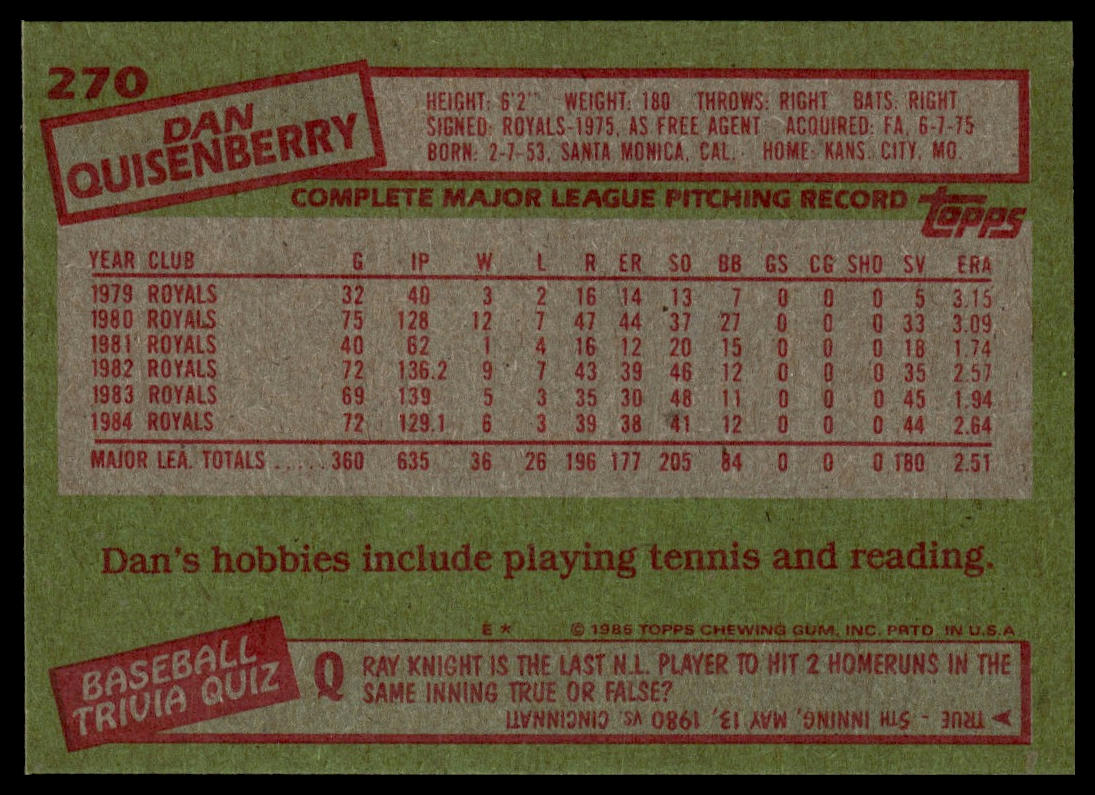 270
DAN
QUISENBERRY
HEIGHT: 6'2" WEIGHT: 180 THROWS: RIGHT BATS: RIGHT
SIGNED: ROYALS-1975, AS FREE AGENT ACQUIRED: FA, 6-7-75
BORN: 2-7-53, SANTA MONICA, CAL. HOME: KANS. CITY, MO.
COMPLETE MAJOR LEAGUE PITCHING RECORD
topps
YEAR CLUB G IP W L R ER SO BB GS CG SHO SV ERA
1979 ROYALS 32 40 3 2 16 14 13 7 0 0 0 5 3.15
1980 ROYALS 75 128 12 7 47 44 37 27 0 0 0 33 3.09
1981 ROYALS 40 62 1 4 16 12 20 15 0 0 0 18 1.74
1982 ROYALS 72 136.2 9 7 43 39 46 12 0 0 0 35 2.57
1983 ROYALS 69 139 5 3 35 30 48 11 0 0 0 45 1.94
1984 ROYALS 72 129.1 6 3 39 38 41 12 0 0 0 44 2.64
MAJOR LEA. TOTALS ..... 360 635 36 26 196 177 205 84 0 0 0 180 2.51
Dan's hobbies include playing tennis and reading.
E * © 1985 TOPPS CHEWING GUM, INC. PRTD. IN U.S.A.
BASEBALL
TRIVIA QUIZ
Q RAY KNIGHT IS THE LAST N.L. PLAYER TO HIT 2 HOMERUNS IN THE
SAME INNING TRUE OR FALSE?
TRUE - 5TH INNING, MAY 13, 1980 vs. CINCINNATI